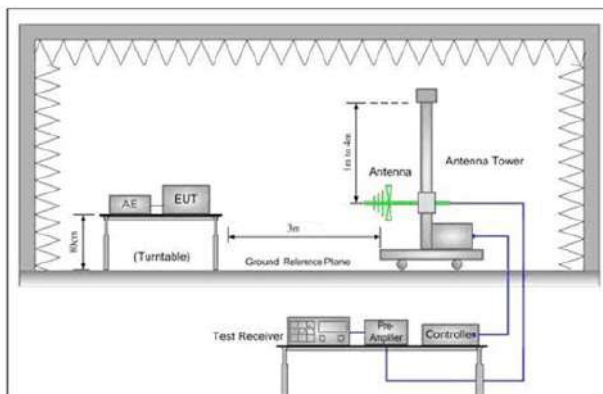 1m to 4m
Antenna
Antenna Tower
AE
EUT
80cm
(Turntable)
3m
Ground Reference Plane
Test Receiver
Pre-
Amplifier
Controller